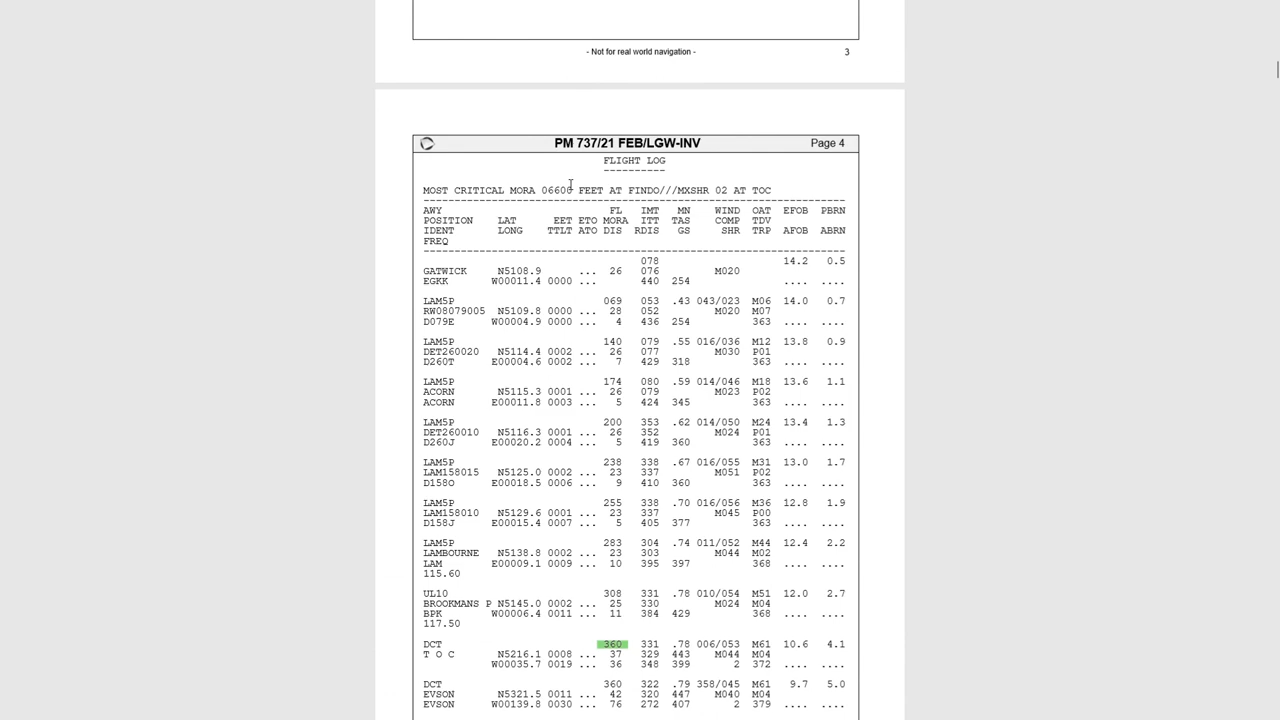 - Not for real world navigation - 3
PM 737/21 FEB/LGW-INV Page 4
FLIGHT LOG
----------
MOST CRITICAL MORA 06600 FEET AT FINDO///MXSHR 02 AT TOC
--------------------------------------------------------------------
AWY FL IMT MN WIND OAT EFOB PBRN
POSITION LAT EET ETO MORA ITT TAS COMP TDV
IDENT LONG TTLT ATO DIS RDIS GS SHR TRP AFOB ABRN
FREQ
--------------------------------------------------------------------
078 14.2 0.5
GATWICK N5108.9 ... 26 076 M020
EGKK W00011.4 0000 ... 440 254 .... ....
LAM5P 069 053 .43 043/023 M06 14.0 0.7
RW08079005 N5109.8 0000 ... 28 052 M020 M07
D079E W00004.9 0000 ... 4 436 254 363 .... ....
LAM5P 140 079 .55 016/036 M12 13.8 0.9
DET260020 N5114.4 0002 ... 26 077 M030 P01
D260T E00004.6 0002 ... 7 429 318 363 .... ....
LAM5P 174 080 .59 014/046 M18 13.6 1.1
ACORN N5115.3 0001 ... 26 079 M023 P02
ACORN E00011.8 0003 ... 5 424 345 363 .... ....
LAM5P 200 353 .62 014/050 M24 13.4 1.3
DET260010 N5116.3 0001 ... 26 352 M024 P01
D260J E00020.2 0004 ... 5 419 360 363 .... ....
LAM5P 238 338 .67 016/055 M31 13.0 1.7
LAM158015 N5125.0 0002 ... 23 337 M051 P02
D158O E00018.5 0006 ... 9 410 360 363 .... ....
LAM5P 255 338 .70 016/056 M36 12.8 1.9
LAM158010 N5129.6 0001 ... 23 337 M045 P00
D158J E00015.4 0007 ... 5 405 377 363 .... ....
LAM5P 283 304 .74 011/052 M44 12.4 2.2
LAMBOURNE N5138.8 0002 ... 23 303 M044 M02
LAM E00009.1 0009 ... 10 395 397 368 .... ....
115.60
UL10 308 331 .78 010/054 M51 12.0 2.7
BROOKMANS P N5145.0 0002 ... 25 330 M024 M04
BPK W00006.4 0011 ... 11 384 429 368 .... ....
117.50
DCT 360 331 .78 006/053 M61 10.6 4.1
T O C N5216.1 0008 ... 37 329 443 M044 M04
W00035.7 0019 ... 36 348 399 2 372 .... ....
DCT 360 322 .79 358/045 M61 9.7 5.0
EVSON N5321.5 0011 ... 42 320 447 M040 M04
EVSON W00139.8 0030 ... 76 272 407 2 379 .... ....